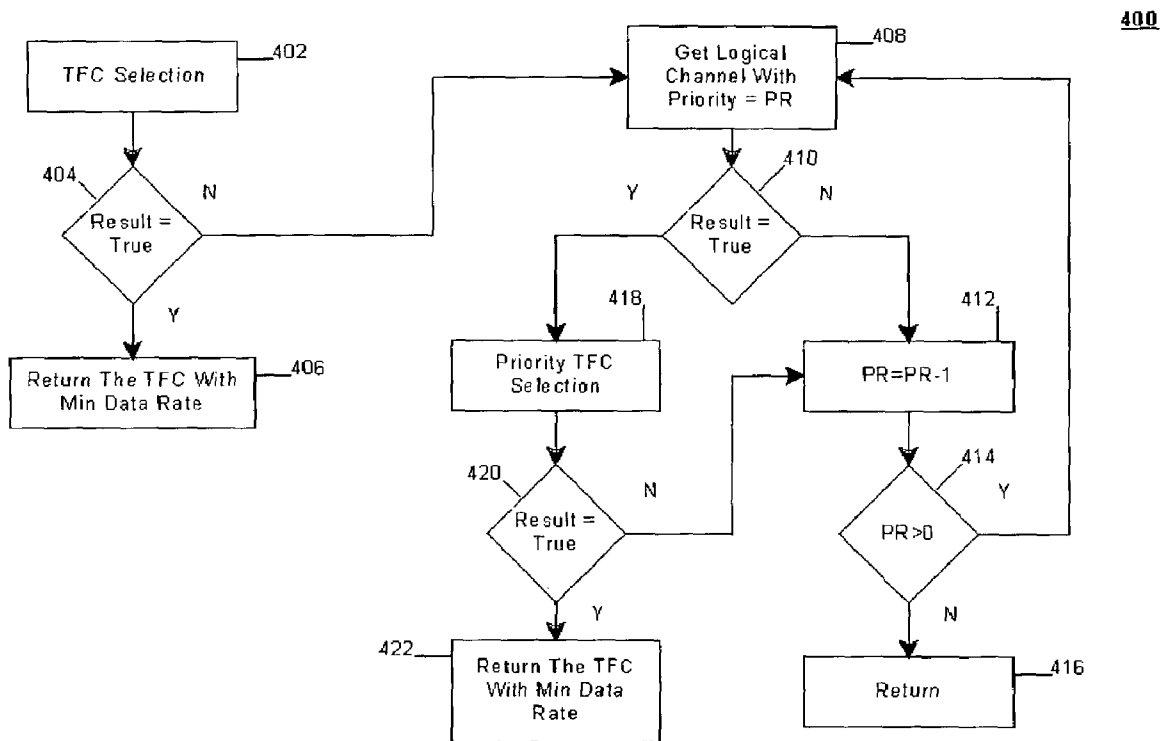 400
402
TFC Selection
404
Result =
True
N
Y
Return The TFC With
Min Data Rate
406
408
Get Logical
Channel With
Priority = PR
410
Y
N
Result =
True
418
Priority TFC
Selection
412
PR=PR-1
420
Result =
True
N
Y
414
PR>0
Y
N
422
Return The TFC
With Min Data
Rate
Return
416